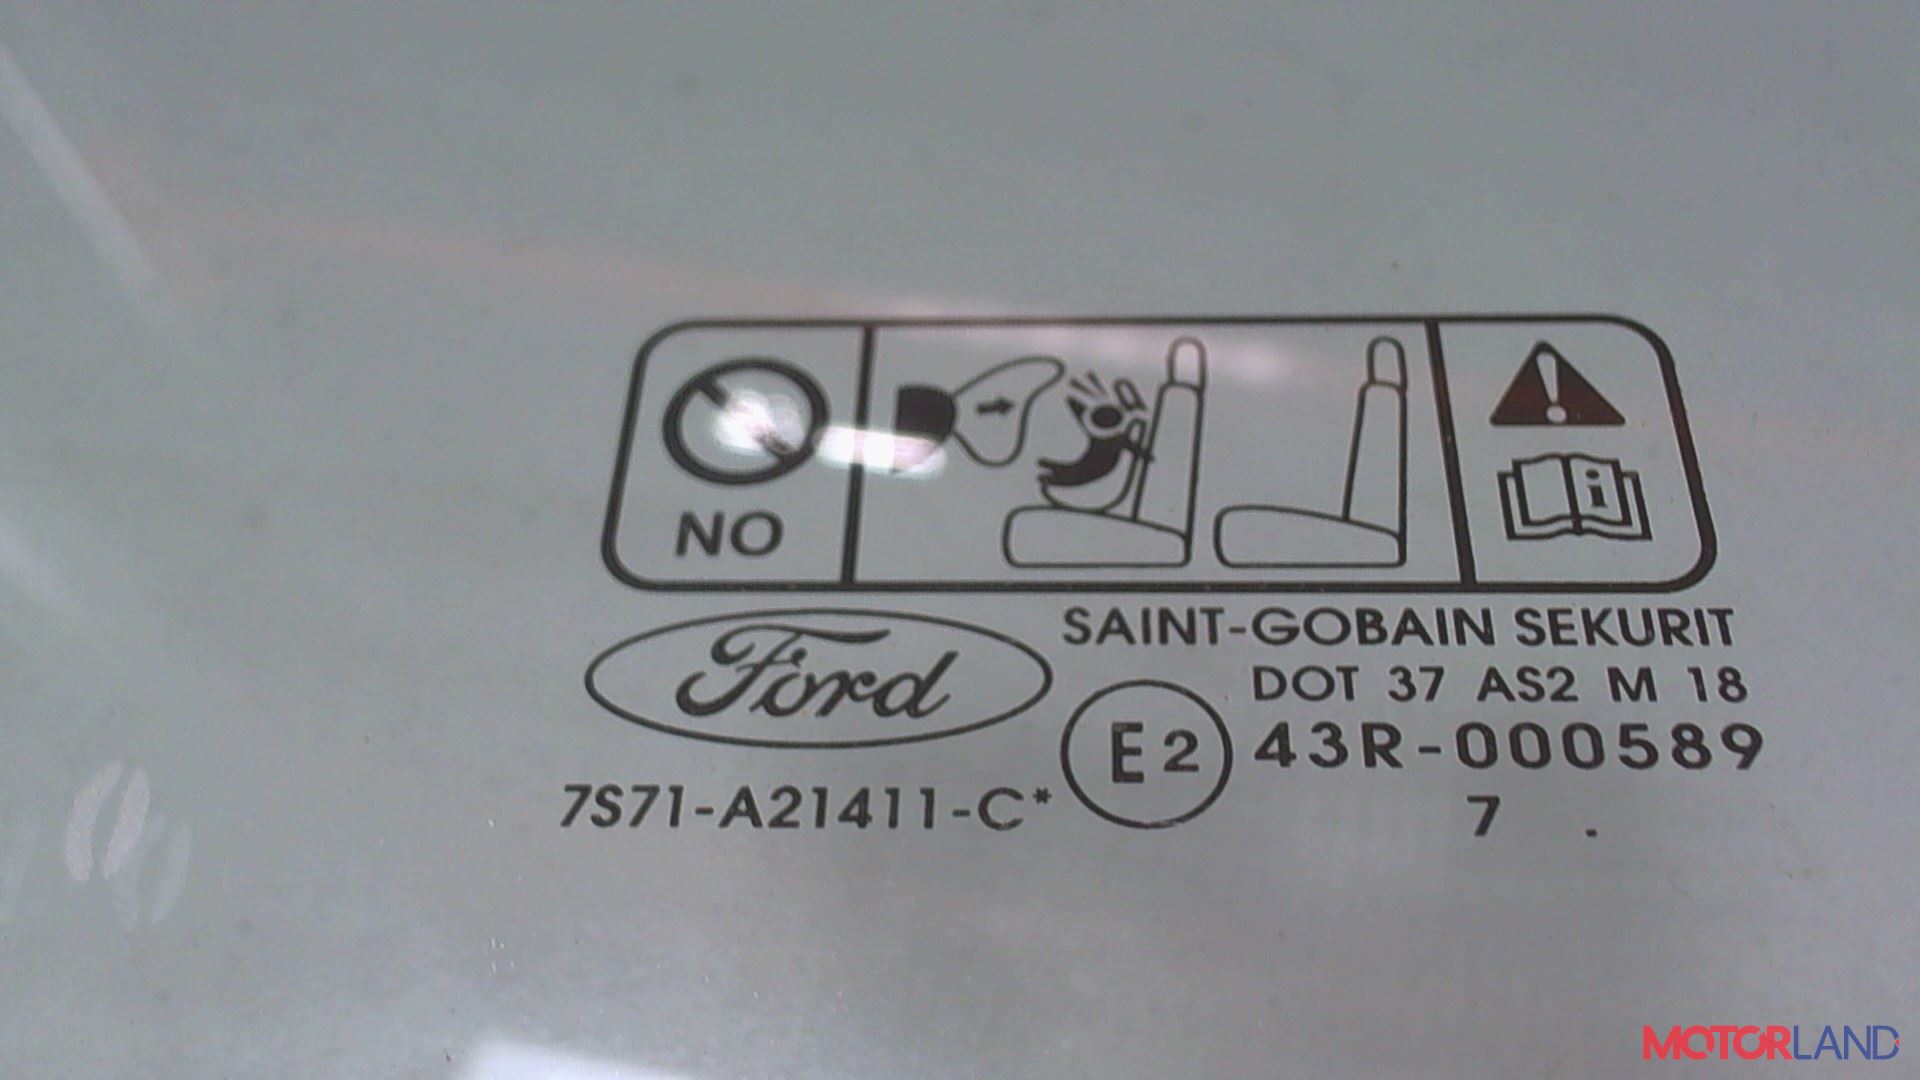 NO
i
Ford
SAINT-GOBAIN SEKURIT
DOT 37 AS2 M 18
E2
43R-000589
7S71-A21411-C*
7 .
MOTORLAND